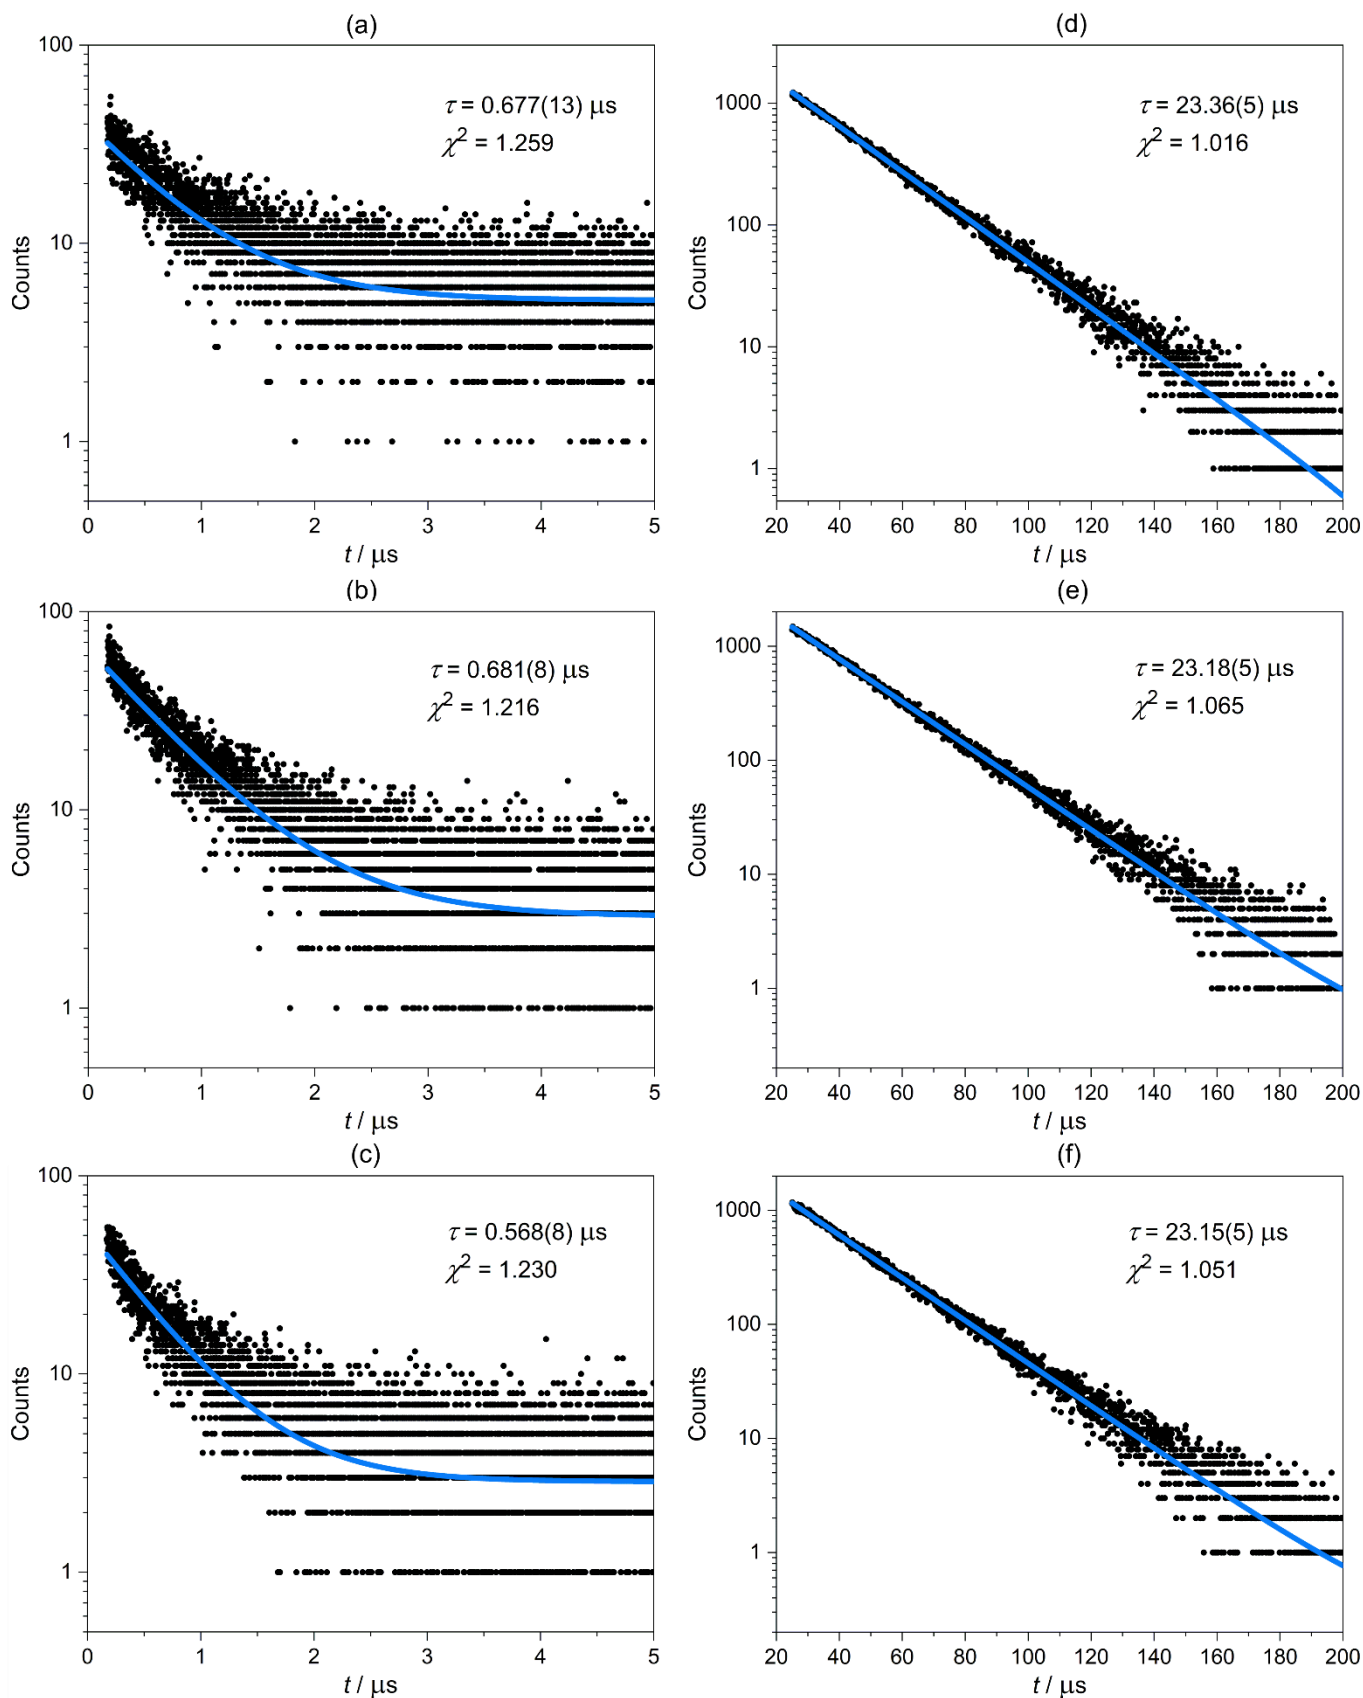 (a)
100
10
1
Counts
τ = 0.677(13) μs
χ² = 1.259
0 1 2 3 4 5
t / μs
(d)
1000
100
10
1
Counts
τ = 23.36(5) μs
χ² = 1.016
20 40 60 80 100 120 140 160 180 200
t / μs
(b)
100
10
1
Counts
τ = 0.681(8) μs
χ² = 1.216
0 1 2 3 4 5
t / μs
(e)
1000
100
10
1
Counts
τ = 23.18(5) μs
χ² = 1.065
20 40 60 80 100 120 140 160 180 200
t / μs
(c)
100
10
1
Counts
τ = 0.568(8) μs
χ² = 1.230
0 1 2 3 4 5
t / μs
(f)
1000
100
10
1
Counts
τ = 23.15(5) μs
χ² = 1.051
20 40 60 80 100 120 140 160 180 200
t / μs